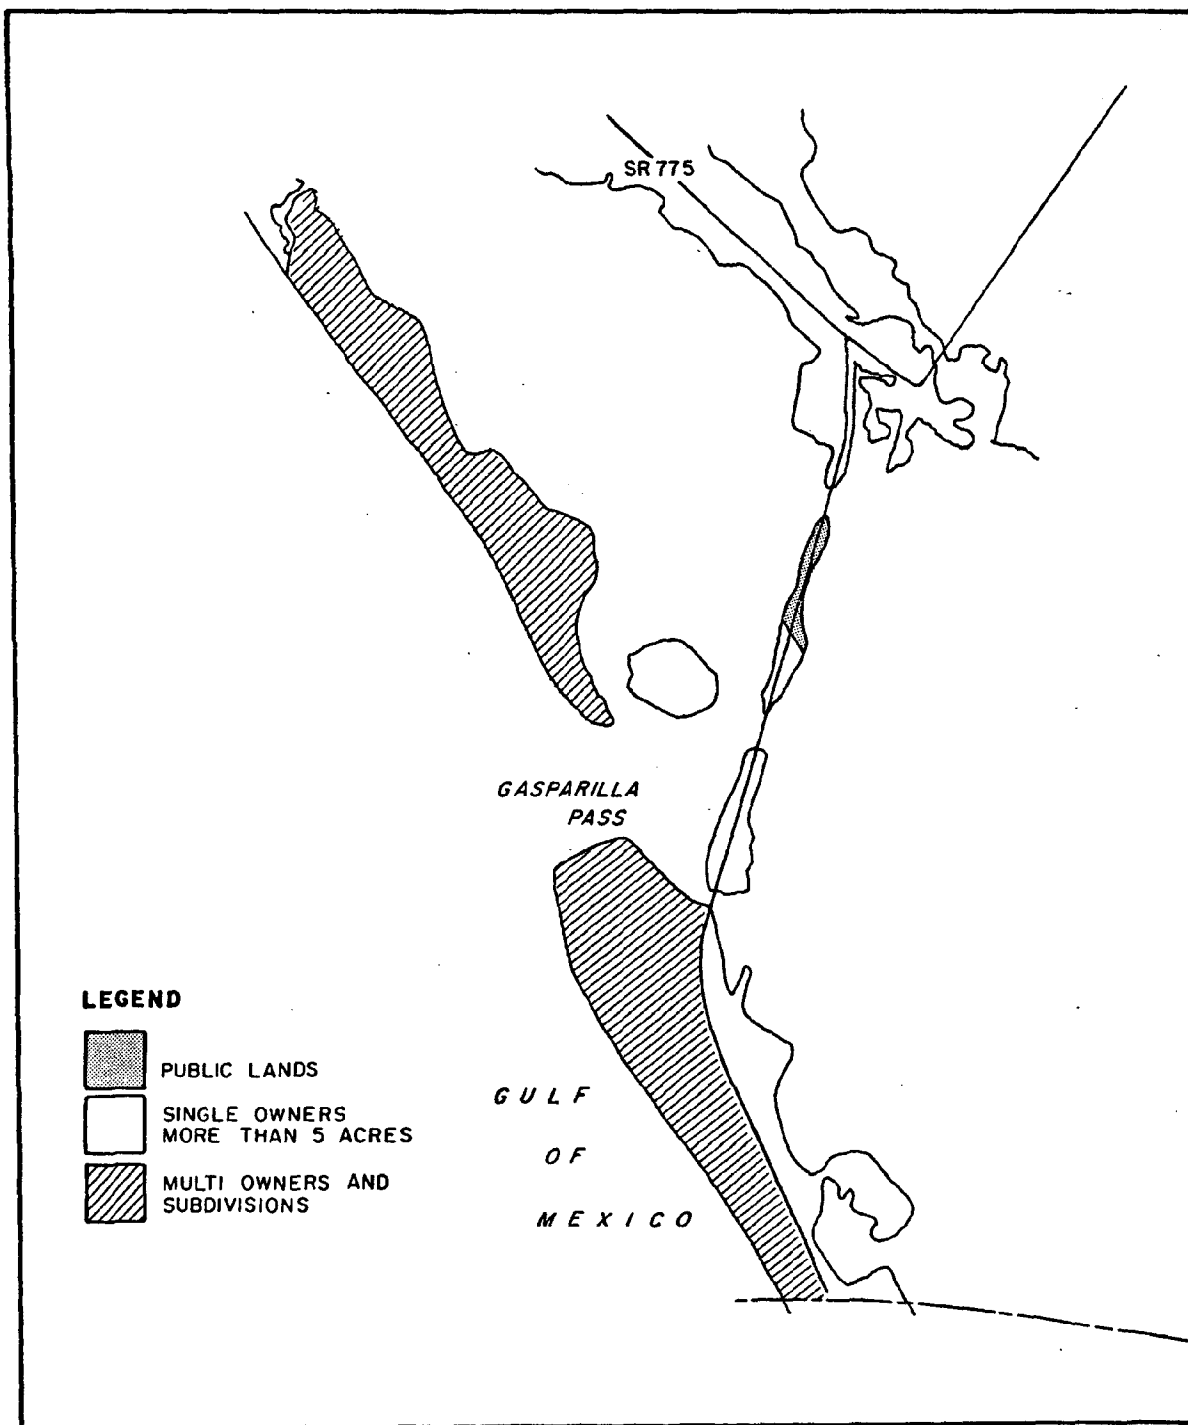 SR 775
GASPARILLA
PASS
LEGEND
PUBLIC LANDS
SINGLE OWNERS
MORE THAN 5 ACRES
MULTI OWNERS AND
SUBDIVISIONS
GULF
OF
MEXICO